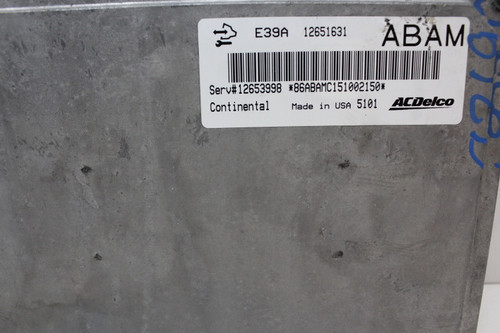 E39A 12651631 ABAM
Serv#12653998 *86ABAMC151002150*
Continental Made in USA 5101 ACDelco